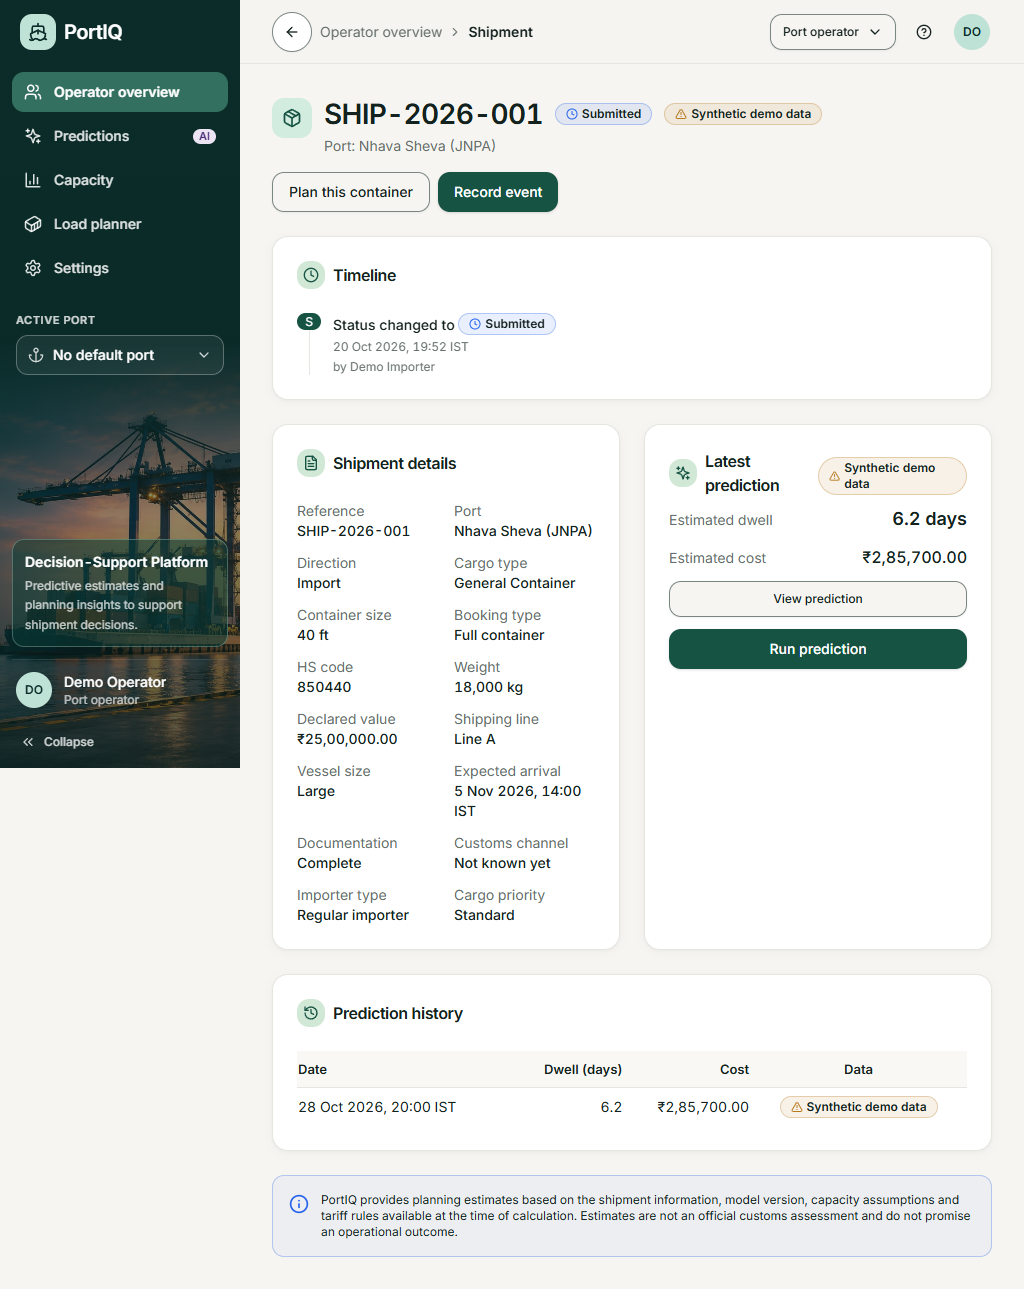 PortIQ
Operator overview
Predictions AI
Capacity
Load planner
Settings
ACTIVE PORT
No default port
Decision-Support Platform
Predictive estimates and
planning insights to support
shipment decisions.
DO
Demo Operator
Port operator
Collapse
Operator overview > Shipment
Port operator
DO
SHIP-2026-001
Submitted
Synthetic demo data
Port: Nhava Sheva (JNPA)
Plan this container
Record event
Timeline
S
Status changed to Submitted
20 Oct 2026, 19:52 IST
by Demo Importer
Shipment details
Reference
SHIP-2026-001
Port
Nhava Sheva (JNPA)
Direction
Import
Cargo type
General Container
Container size
40 ft
Booking type
Full container
HS code
850440
Weight
18,000 kg
Declared value
₹25,00,000.00
Shipping line
Line A
Vessel size
Large
Expected arrival
5 Nov 2026, 14:00
IST
Documentation
Complete
Customs channel
Not known yet
Importer type
Regular importer
Cargo priority
Standard
Latest
prediction
Synthetic demo
data
Estimated dwell 6.2 days
Estimated cost ₹2,85,700.00
View prediction
Run prediction
Prediction history
Date Dwell (days) Cost Data
28 Oct 2026, 20:00 IST 6.2 ₹2,85,700.00 Synthetic demo data
PortIQ provides planning estimates based on the shipment information, model version, capacity assumptions and
tariff rules available at the time of calculation. Estimates are not an official customs assessment and do not promise
an operational outcome.